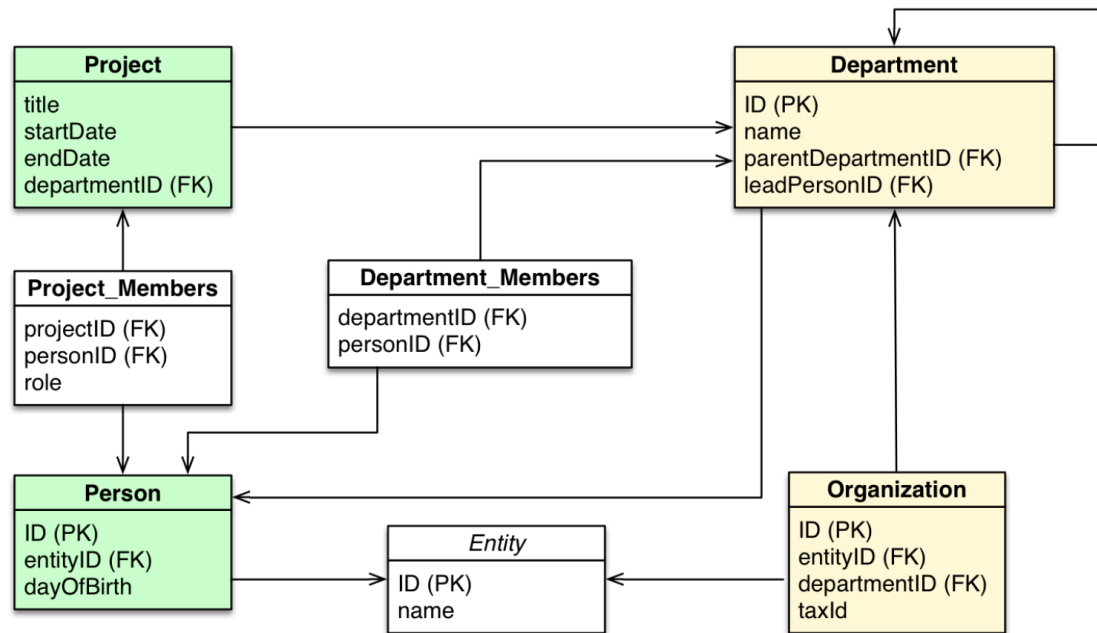 Project
title
startDate
endDate
departmentID (FK)
Department
ID (PK)
name
parentDepartmentID (FK)
leadPersonID (FK)
Project_Members
projectID (FK)
personID (FK)
role
Department_Members
departmentID (FK)
personID (FK)
Person
ID (PK)
entityID (FK)
dayOfBirth
Entity
ID (PK)
name
Organization
ID (PK)
entityID (FK)
departmentID (FK)
taxId